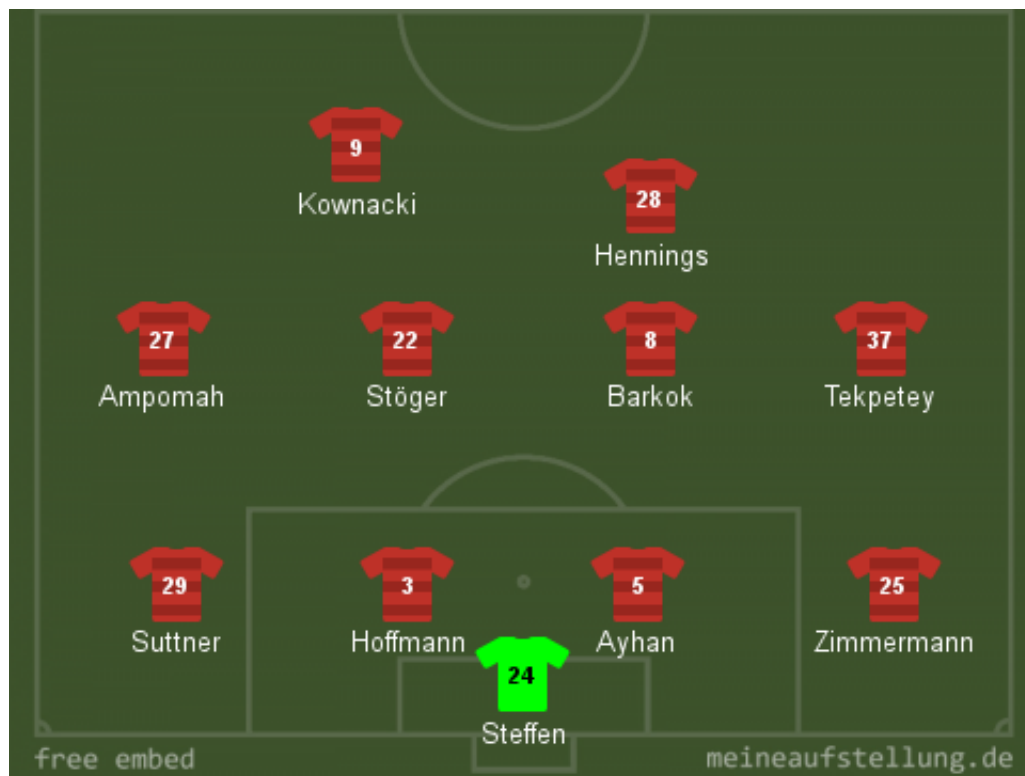 9
Kownacki
28
Hennings
27
22
8
37
Ampomah
Stöger
Barkok
Tekpetey
29
3
5
25
Suttner
Hoffmann
Ayhan
Zimmermann
24
Steffen
free embed
meineaufstellung.de